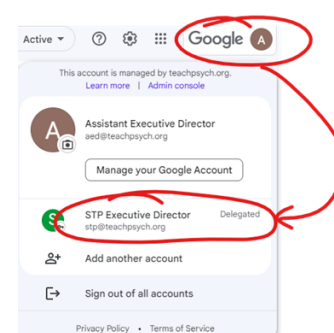 Active
Google A
This account is managed by teachpsych.org.
Learn more | Admin console
A
Assistant Executive Director
aed@teachpsych.org
Manage your Google Account
S
STP Executive Director Delegated
stp@teachpsych.org
Add another account
Sign out of all accounts
Privacy Policy • Terms of Service